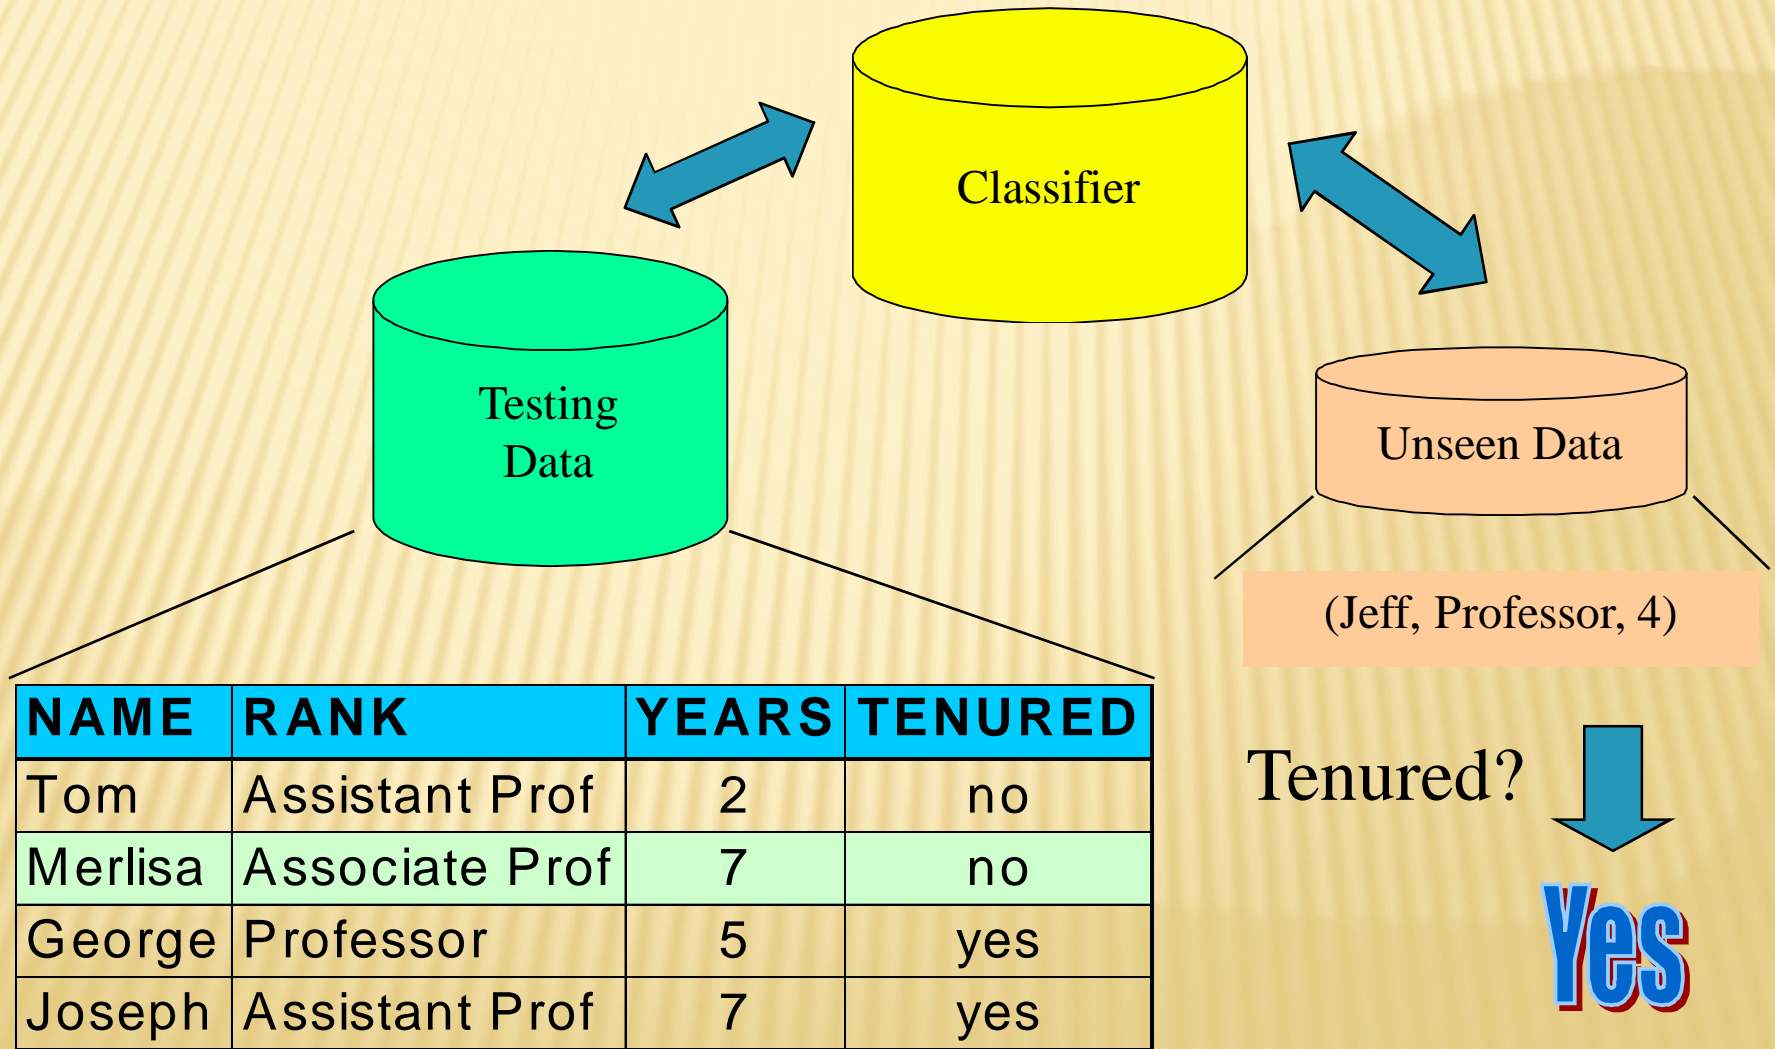 Classifier
Testing
Data
Unseen Data
(Jeff, Professor, 4)
NAME RANK YEARS TENURED
Tom Assistant Prof 2 no
Merlisa Associate Prof 7 no
George Professor 5 yes
Joseph Assistant Prof 7 yes
Tenured?
Yes